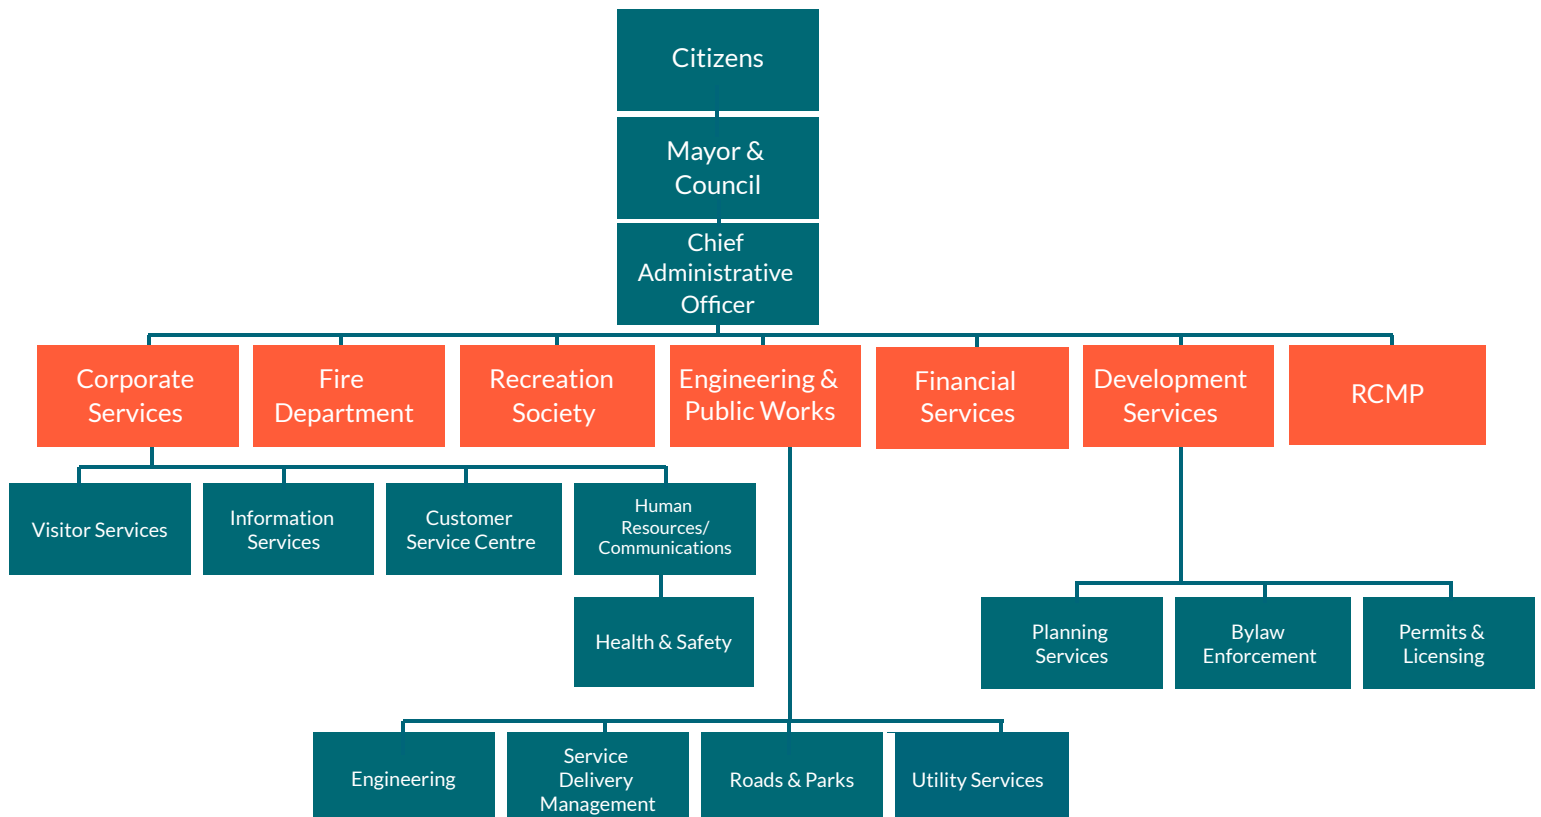 Citizens
Mayor &
Council
Chief
Administrative
Officer
Corporate
Services
Fire
Department
Recreation
Society
Engineering &
Public Works
Financial
Services
Development
Services
RCMP
Visitor Services
Information
Services
Customer
Service Centre
Human
Resources/
Communications
Health & Safety
Planning
Services
Bylaw
Enforcement
Permits &
Licensing
Engineering
Service
Delivery
Management
Roads & Parks
Utility Services